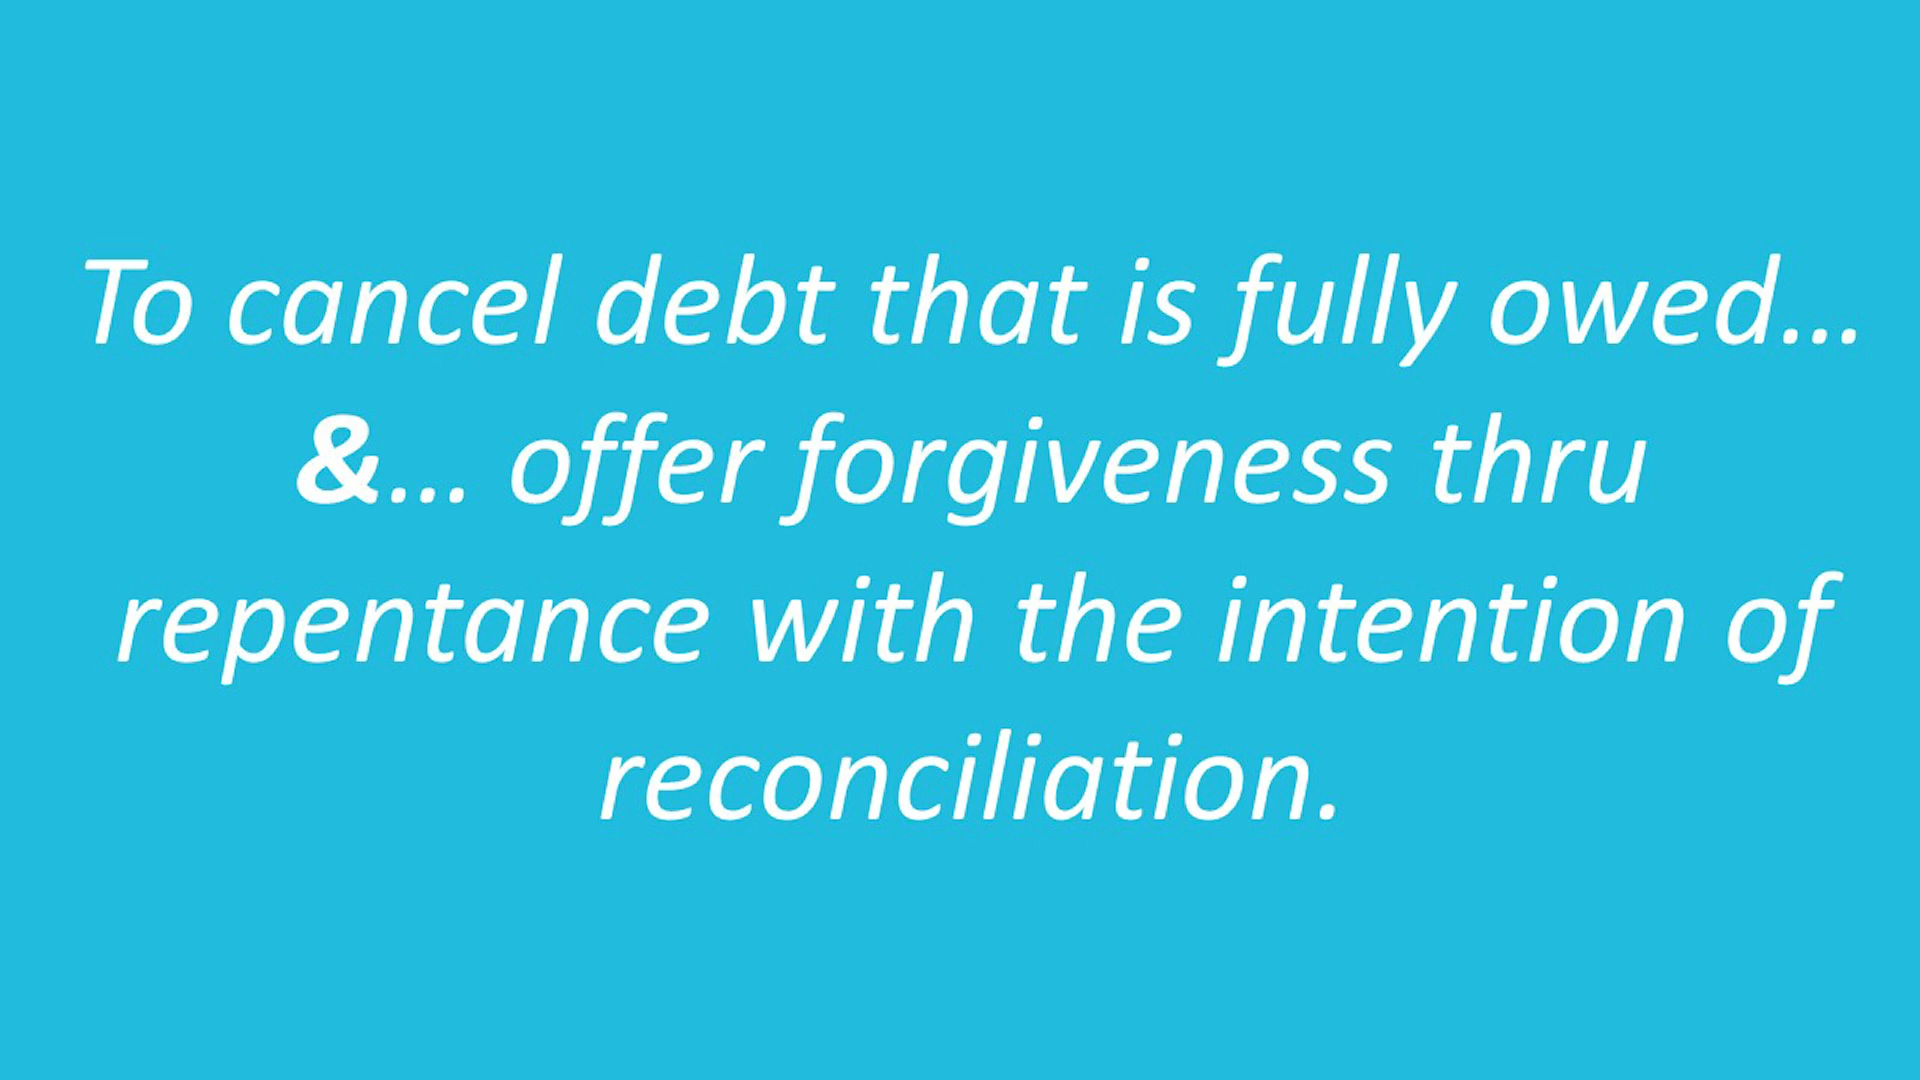 To cancel debt that is fully owed...
&... offer forgiveness thru
repentance with the intention of
reconciliation.